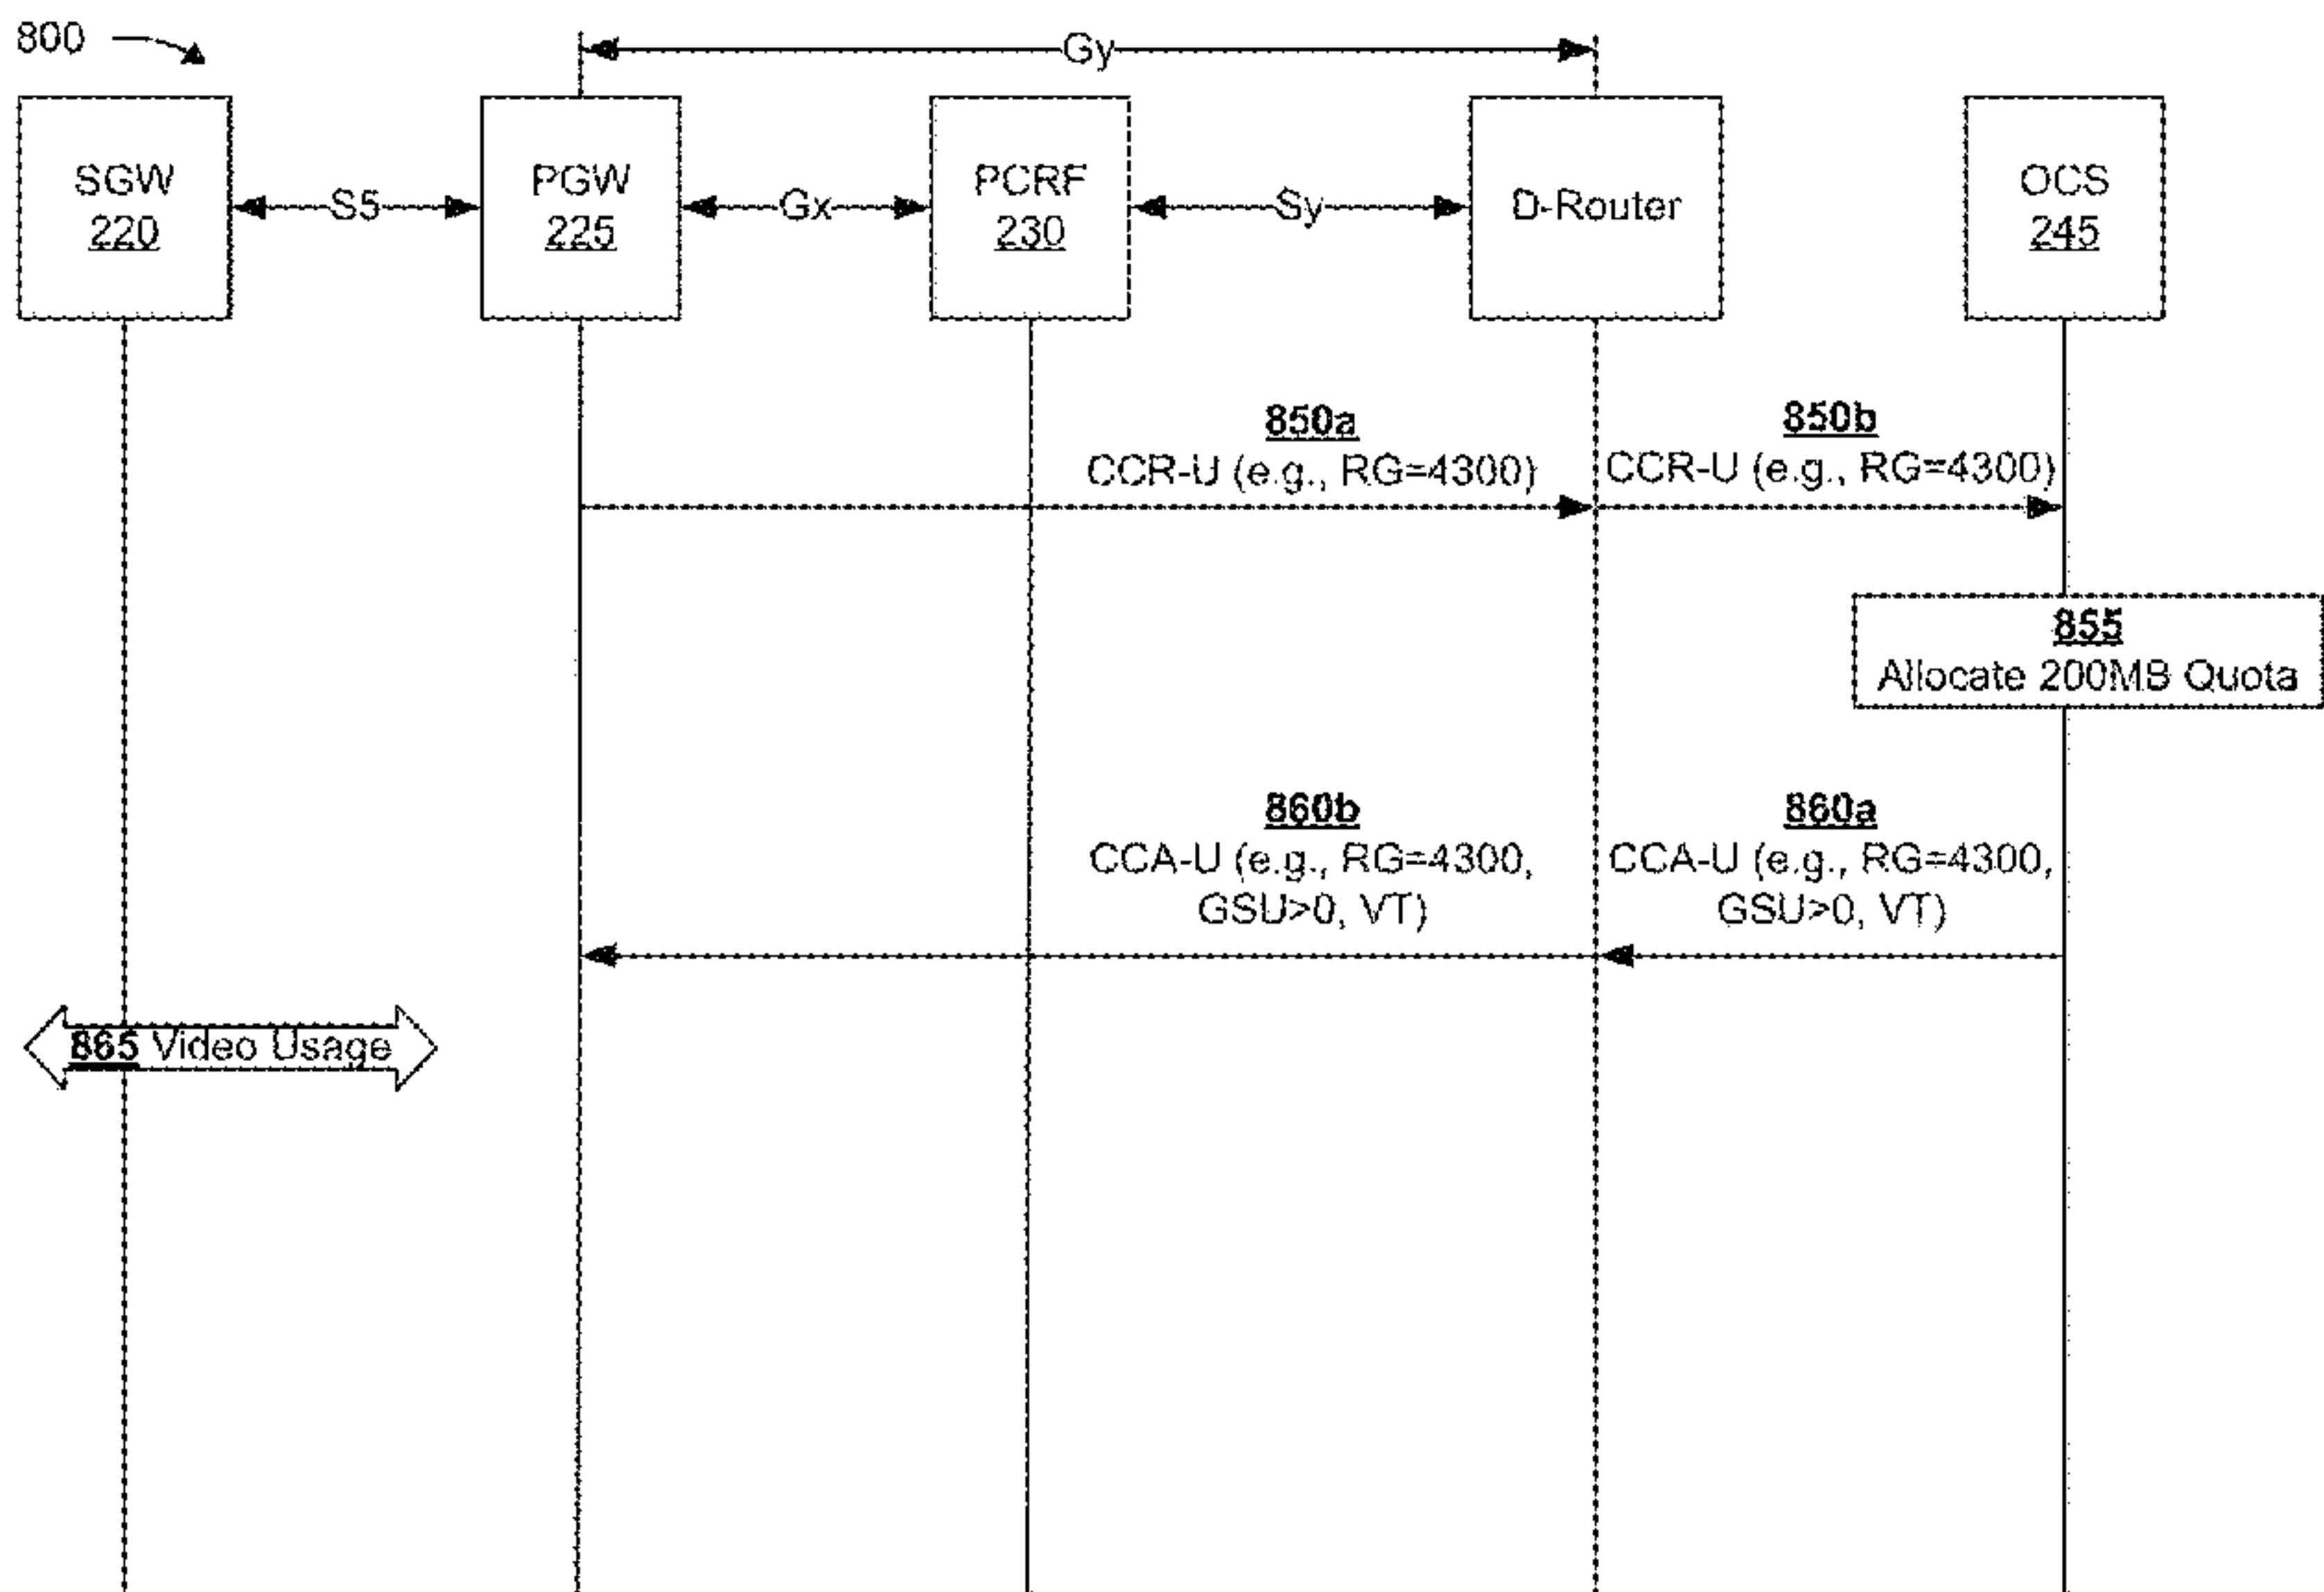 800
Gy
SGW
220
S5
PGW
225
Gx
PCRF
230
Sy
D-Router
OCS
245
850a
CCR-U (e.g., RG=4300)
850b
CCR-U (e.g., RG=4300)
855
Allocate 200MB Quota
860b
CCA-U (e.g., RG=4300,
GSU>0, VT)
860a
CCA-U (e.g., RG=4300,
GSU>0, VT)
865 Video Usage